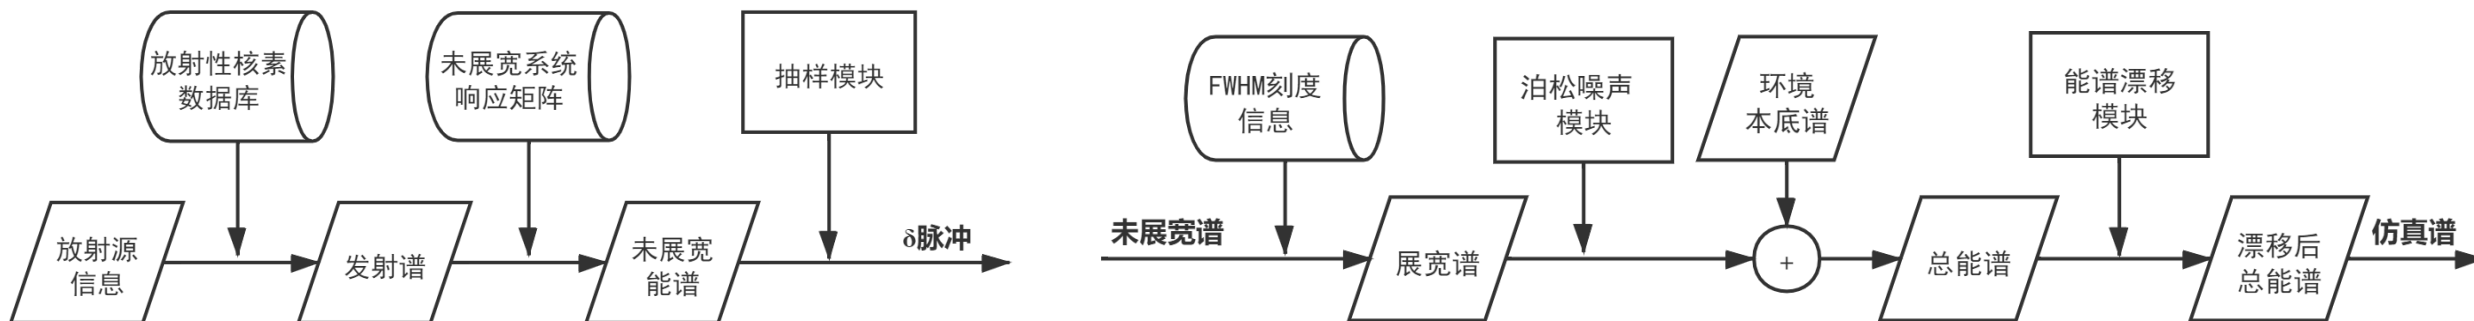 放射性核素
数据库
未展宽系统
响应矩阵
抽样模块
放射源
信息
发射谱
未展宽
能谱
δ脉冲
FWHM刻度
信息
泊松噪声
模块
环境
本底谱
能谱漂移
模块
未展宽谱
展宽谱
+
总能谱
漂移后
总能谱
仿真谱